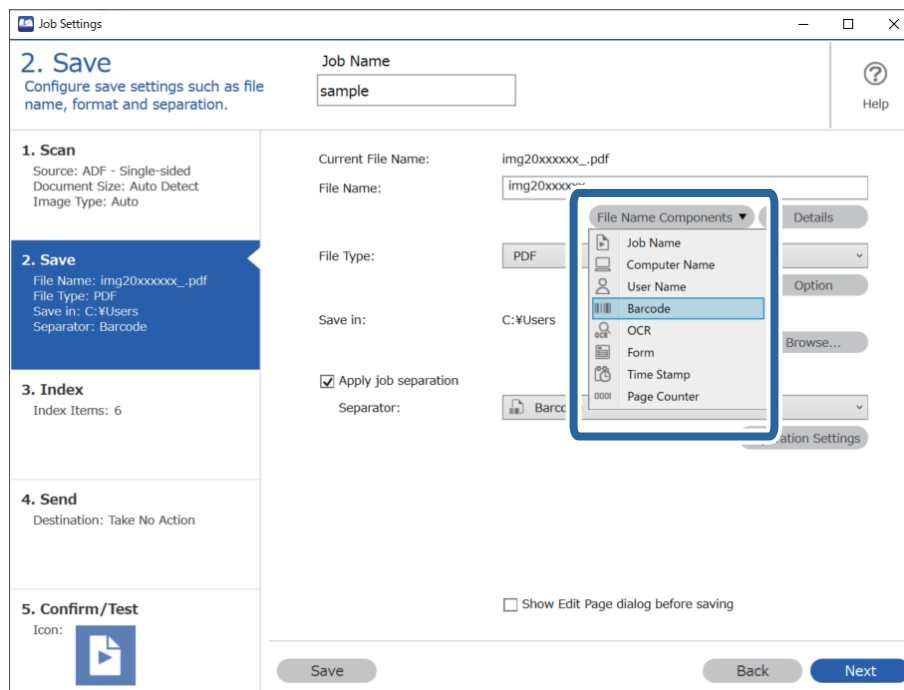 Job Settings
2. Save
Configure save settings such as file
name, format and separation.
Job Name
sample
Help
1. Scan
Source: ADF - Single-sided
Document Size: Auto Detect
Image Type: Auto
2. Save
File Name: img20xxxxxx_.pdf
File Type: PDF
Save in: C:¥Users
Separator: Barcode
3. Index
Index Items: 6
4. Send
Destination: Take No Action
5. Confirm/Test
Icon:
Current File Name: img20xxxxxx_.pdf
File Name: img20xxxxxx
File Name Components ▼ Details
Job Name
Computer Name
User Name
Barcode
OCR
Form
Time Stamp
Page Counter
File Type: PDF
Option
Save in: C:¥Users
Browse...
Apply job separation
Separator:
Settings
Show Edit Page dialog before saving
Save
Back
Next